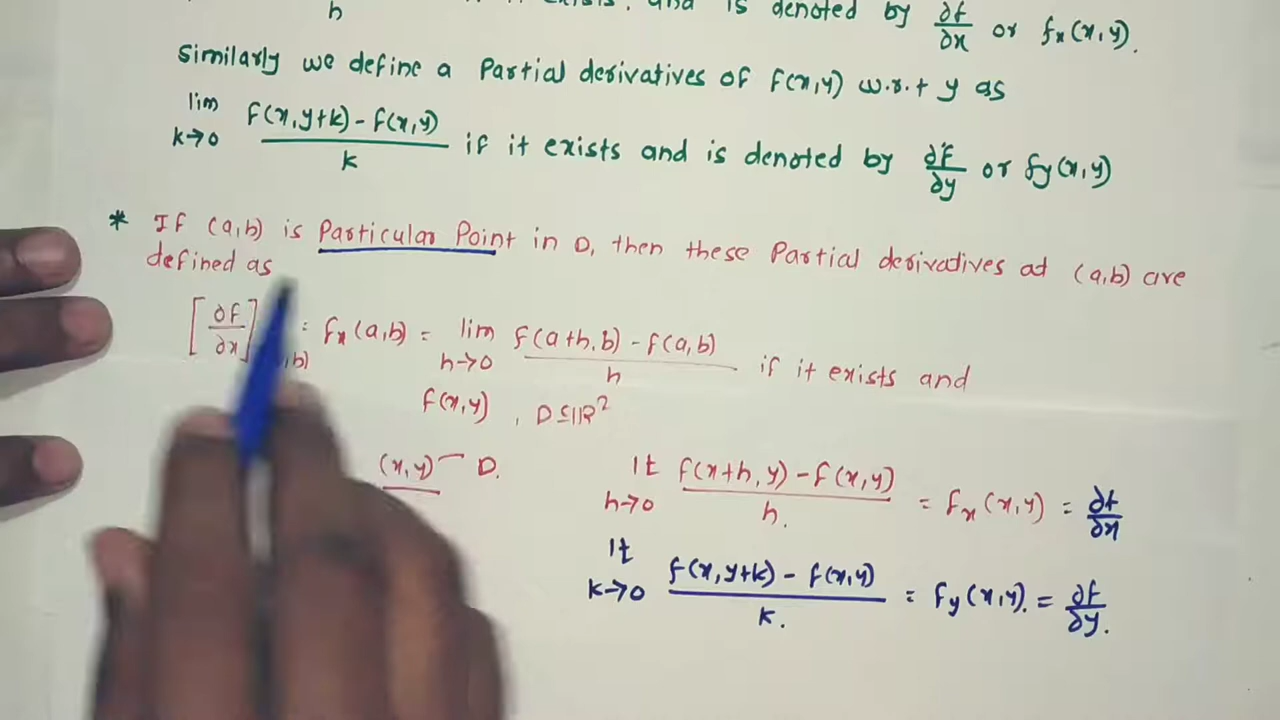 h exists. and is denoted by ∂f/∂x or fx(x,y).
Similarly we define a Partial derivatives of f(x,y) w.r.t y as
lim k→0 f(x,y+k) - f(x,y) / k if it exists and is denoted by ∂f/∂y or fy(x,y)
* If (a,b) is Particular Point in D, then these Partial derivatives at (a,b) are
defined as
[∂f/∂x] ,b) = fx(a,b) = lim h→0 f(a+h,b) - f(a,b) / h if it exists and
f(x,y) , D⊆ℝ²
(x,y) — D.
lt h→0 f(x+h, y) - f(x,y) / h. = fx(x,y) = ∂f/∂x
lt k→0 f(x,y+k) - f(x,y) / k. = fy(x,y). = ∂f/∂y.